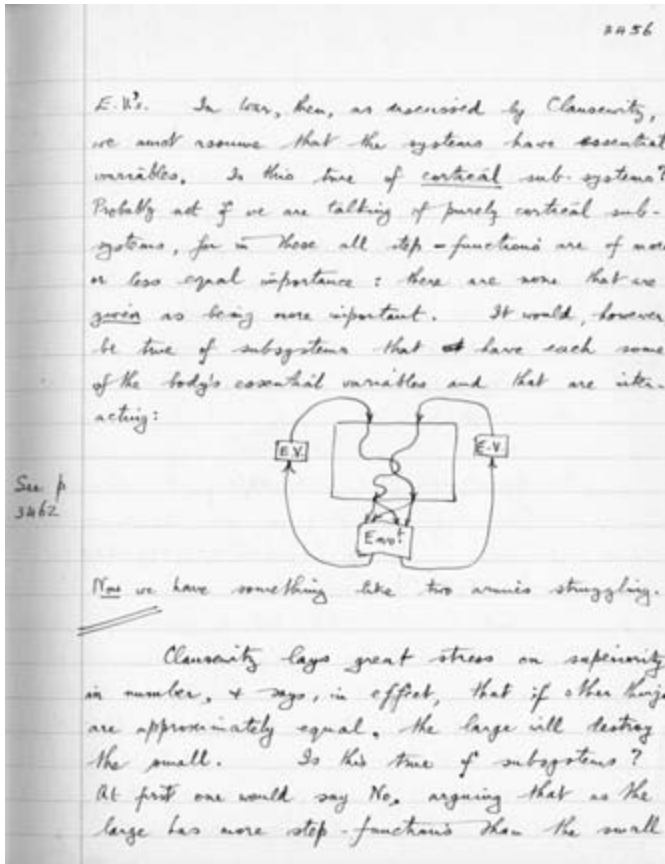 2456
E.V's. In War, then, as discussed by Clausewitz,
we must assume that the systems have essential
variables. Is this true of cortical sub-systems?
Probably not if we are talking of purely cortical sub-
systems, for in these all step-functions are of more
or less equal importance: there are none that are
given as being more important. It would, however
be true of subsystems that have each some
of the body's essential variables and that are inter-
acting:
E.V.
E.V.
See p
3462
Envt
Now we have something like two armies struggling.
Clausewitz lays great stress on superiority
in number, & says, in effect, that if other things
are approximately equal, the large will destroy
the small. Is this true of subsystems?
At first one would say No, arguing that as the
large has more step-functions than the small